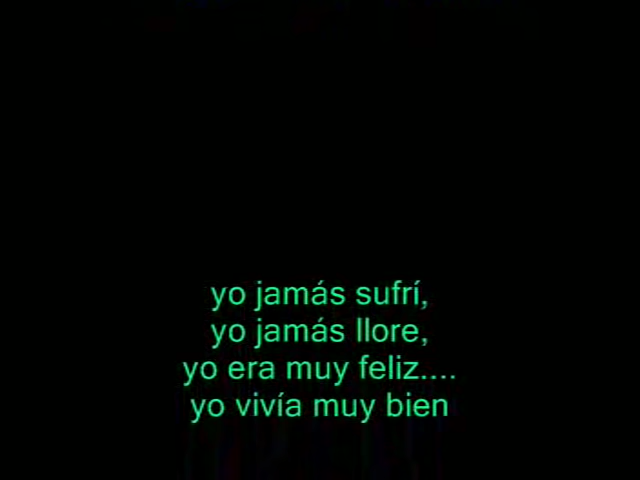 yo jamás sufrí,
yo jamás llore,
yo era muy feliz....
yo vivía muy bien